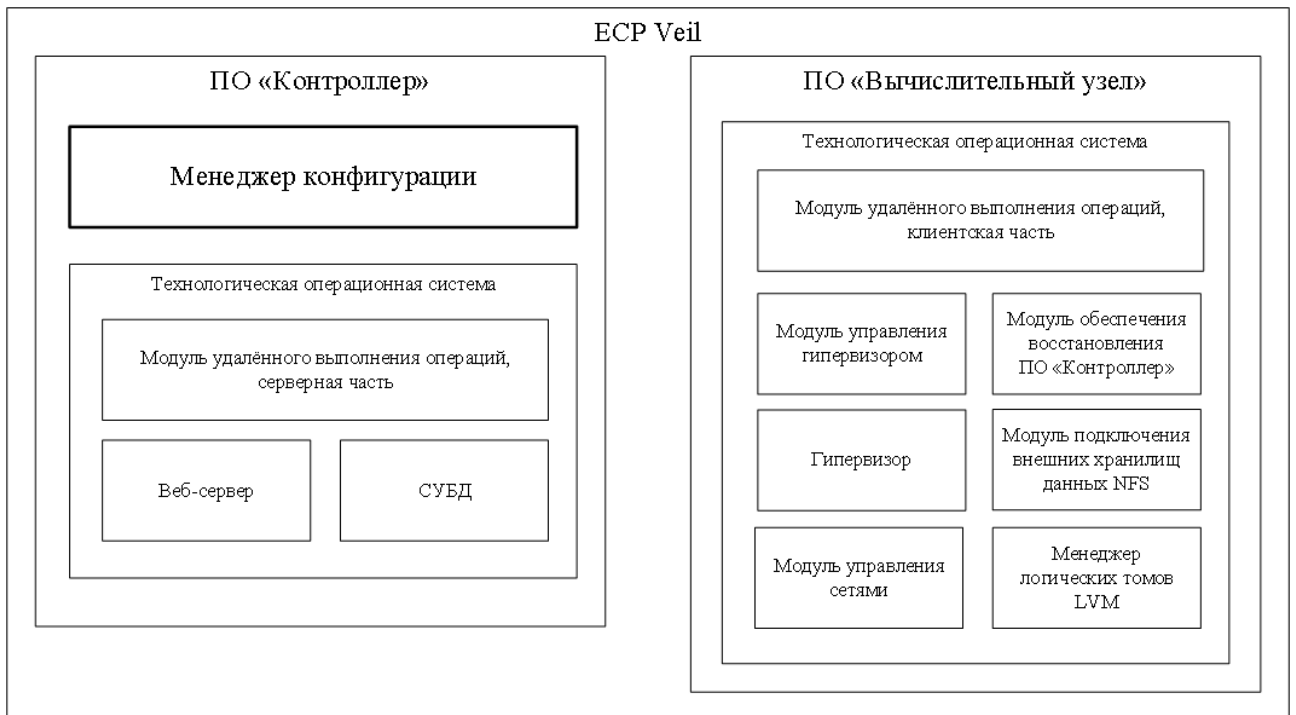 ECP Veil
ПО «Контроллер»
Менеджер конфигурации
Технологическая операционная система
Модуль удалённого выполнения операций,
серверная часть
Веб-сервер
СУБД
ПО «Вычислительный узел»
Технологическая операционная система
Модуль удалённого выполнения операций,
клиентская часть
Модуль управления
гипервизором
Модуль обеспечения
восстановления
ПО «Контроллер»
Гипервизор
Модуль подключения
внешних хранилищ
данных NFS
Модуль управления
сетями
Менеджер
логических томов
LVM